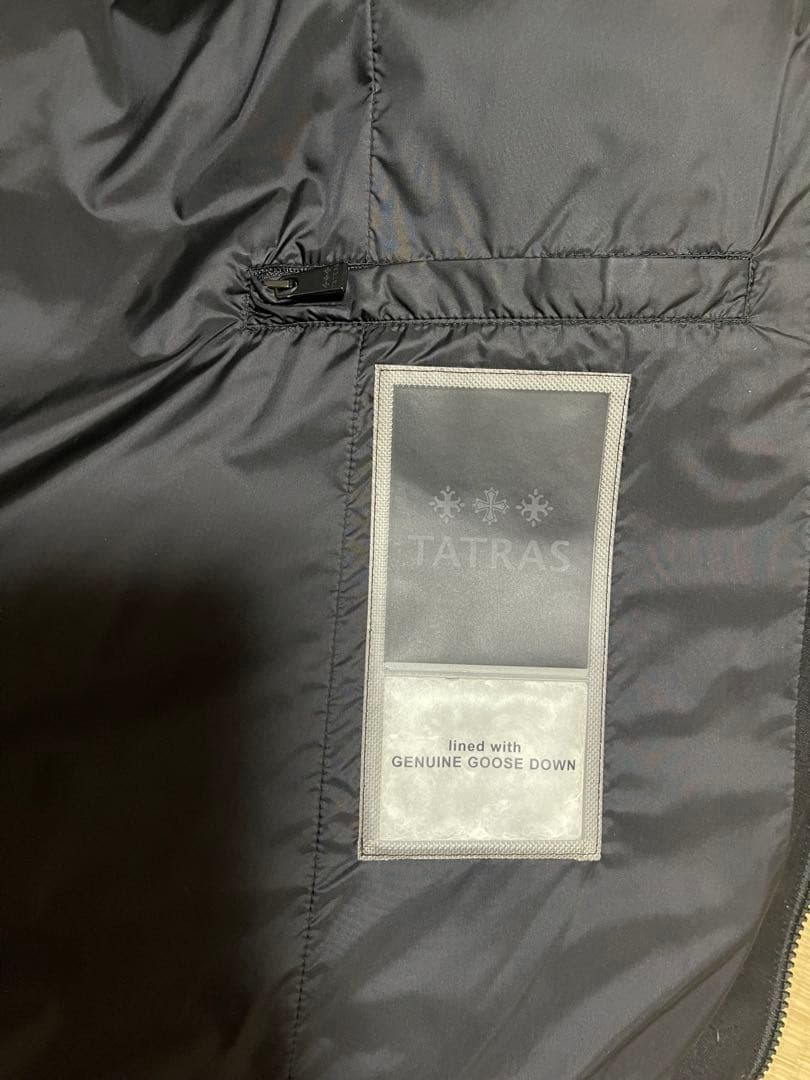 TATRAS
lined with
GENUINE GOOSE DOWN